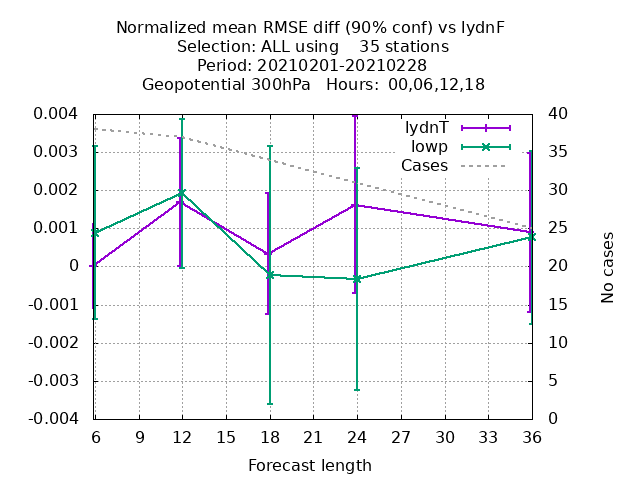 Normalized mean RMSE diff (90% conf) vs lydnF
Selection: ALL using    35 stations
Period: 20210201-20210228
Geopotential 300hPa   Hours: 00,06,12,18
lydnT
lowp
Cases
0.004
0.003
0.002
0.001
0
-0.001
-0.002
-0.003
-0.004
40
35
30
25
20
15
10
5
0
No cases
6 9 12 15 18 21 24 27 30 33 36
Forecast length